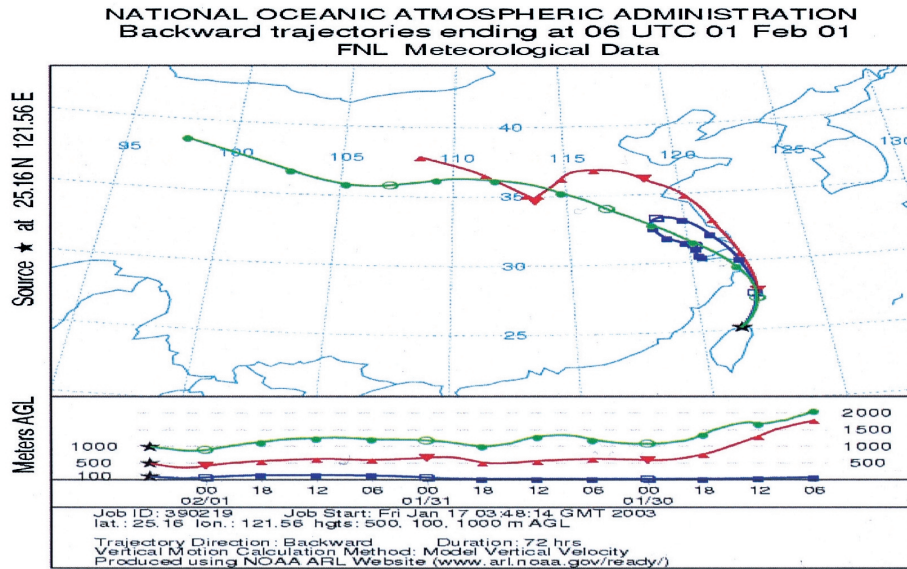 NATIONAL OCEANIC ATMOSPHERIC ADMINISTRATION
Backward trajectories ending at 06 UTC 01 Feb 01
FNL Meteorological Data
Source ★ at 25.16 N 121.56 E
95
100
105
110
115
120
125
130
40
35
30
25
Meters AGL
1000
500
100
2000
1500
1000
500
00 18 12 06 00 18 12 06 00 18 12 06
02/01 01/31 01/30
Job ID: 390219 Job Start: Fri Jan 17 03:48:14 GMT 2003
lat.: 25.16 lon.: 121.56 hgts: 500, 100, 1000 m AGL
Trajectory Direction: Backward Duration: 72 hrs
Vertical Motion Calculation Method: Model Vertical Velocity
Produced using NOAA ARL Website (www.arl.noaa.gov/ready/)